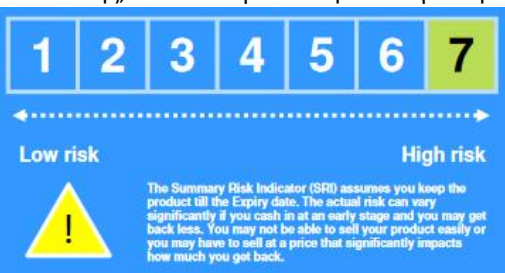 1 2 3 4 5 6 7
Low risk High risk
!
The Summary Risk Indicator (SRI) assumes you keep the
product till the Expiry date. The actual risk can vary
significantly if you cash in at an early stage and you may get
back less. You may not be able to sell your product easily or
you may have to sell at a price that significantly impacts
how much you get back.